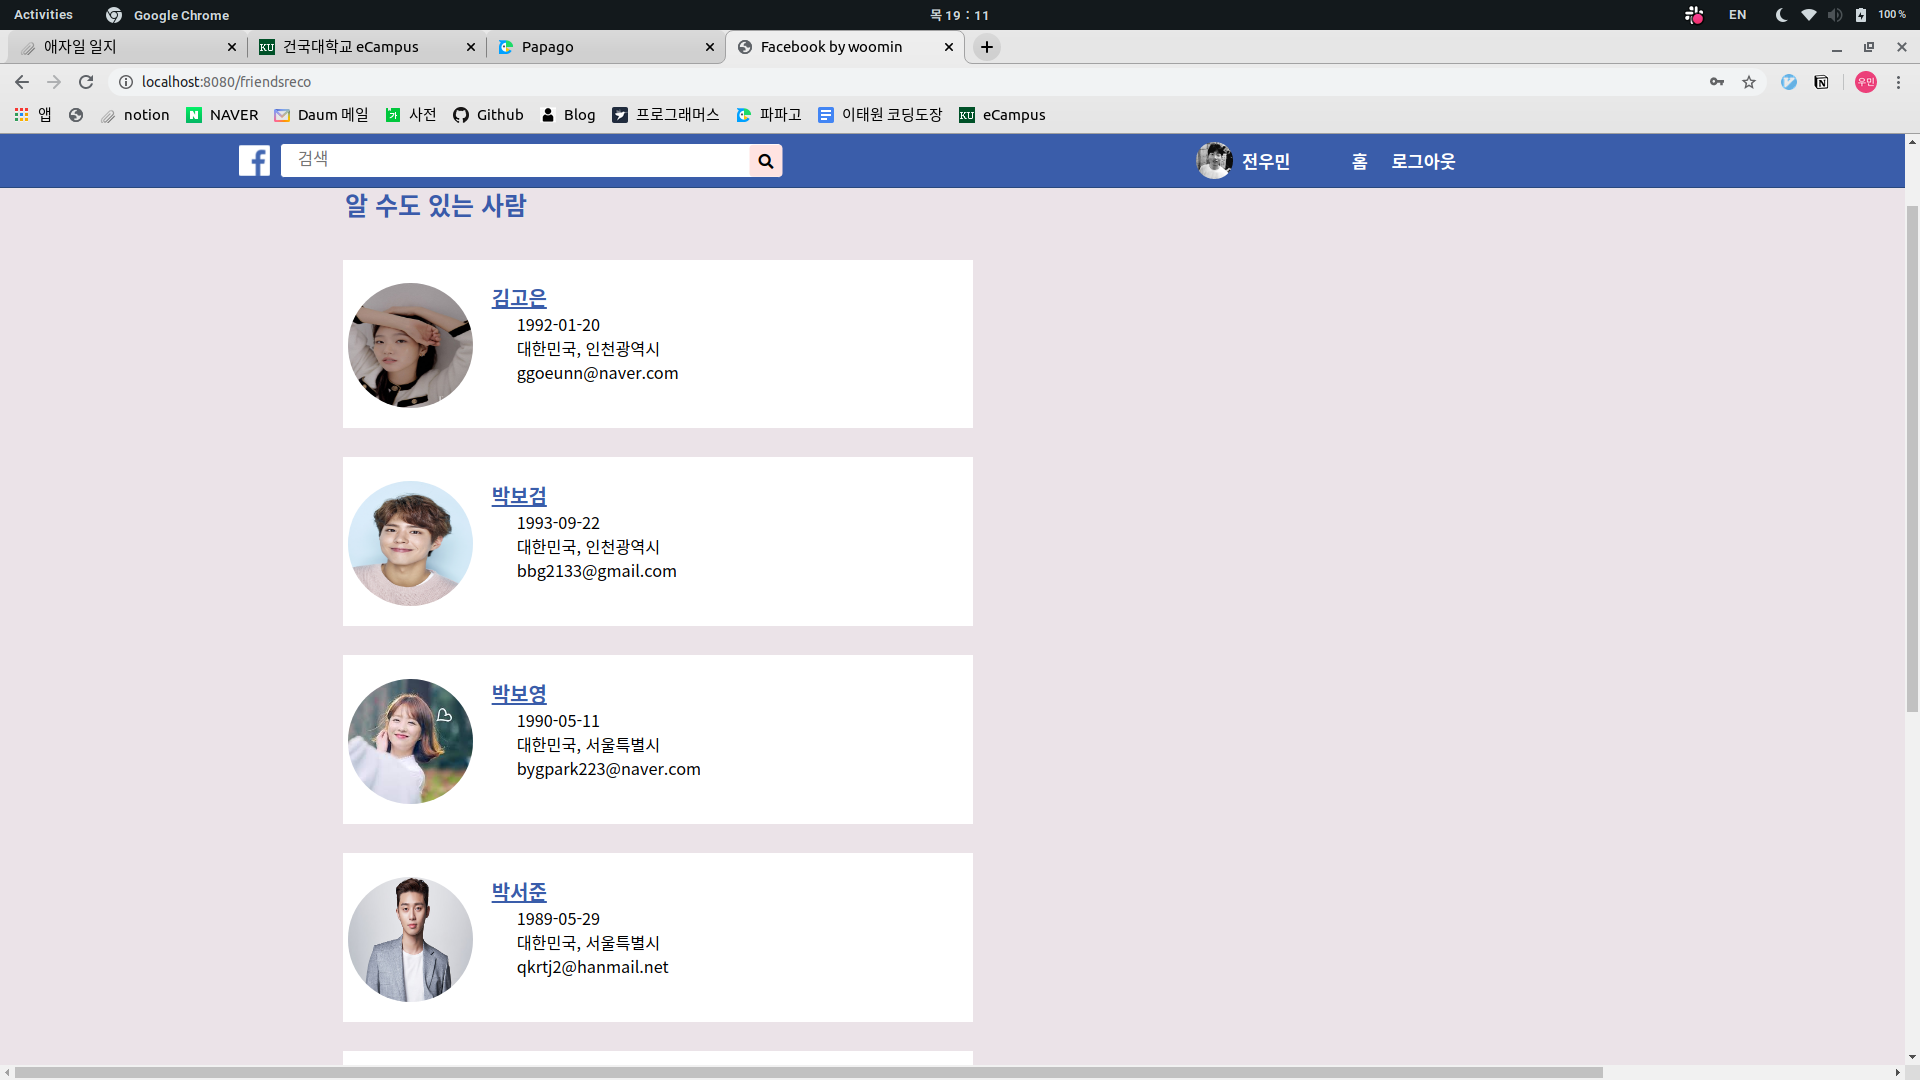 Activities
Google Chrome
목 19 : 11
EN
100 %
애자일 일지
KU 건국대학교 eCampus
Papago
Facebook by woomin
localhost:8080/friendsreco
우민
앱
notion
N NAVER
Daum 메일
사전
Github
Blog
프로그래머스
파파고
이태원 코딩도장
KU eCampus
검색
전우민
홈
로그아웃
알 수도 있는 사람
김고은
1992-01-20
대한민국, 인천광역시
ggoeunn@naver.com
박보검
1993-09-22
대한민국, 인천광역시
bbg2133@gmail.com
박보영
1990-05-11
대한민국, 서울특별시
bygpark223@naver.com
박서준
1989-05-29
대한민국, 서울특별시
qkrtj2@hanmail.net